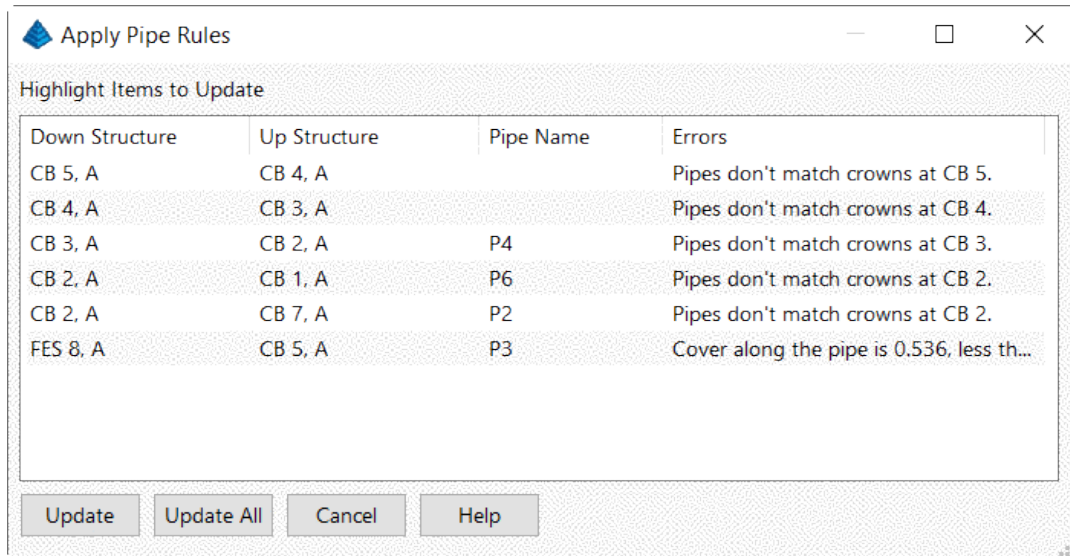 Apply Pipe Rules
Highlight Items to Update
Down Structure Up Structure Pipe Name Errors
CB 5, A CB 4, A Pipes don't match crowns at CB 5.
CB 4, A CB 3, A Pipes don't match crowns at CB 4.
CB 3, A CB 2, A P4 Pipes don't match crowns at CB 3.
CB 2, A CB 1, A P6 Pipes don't match crowns at CB 2.
CB 2, A CB 7, A P2 Pipes don't match crowns at CB 2.
FES 8, A CB 5, A P3 Cover along the pipe is 0.536, less th...
Update Update All Cancel Help